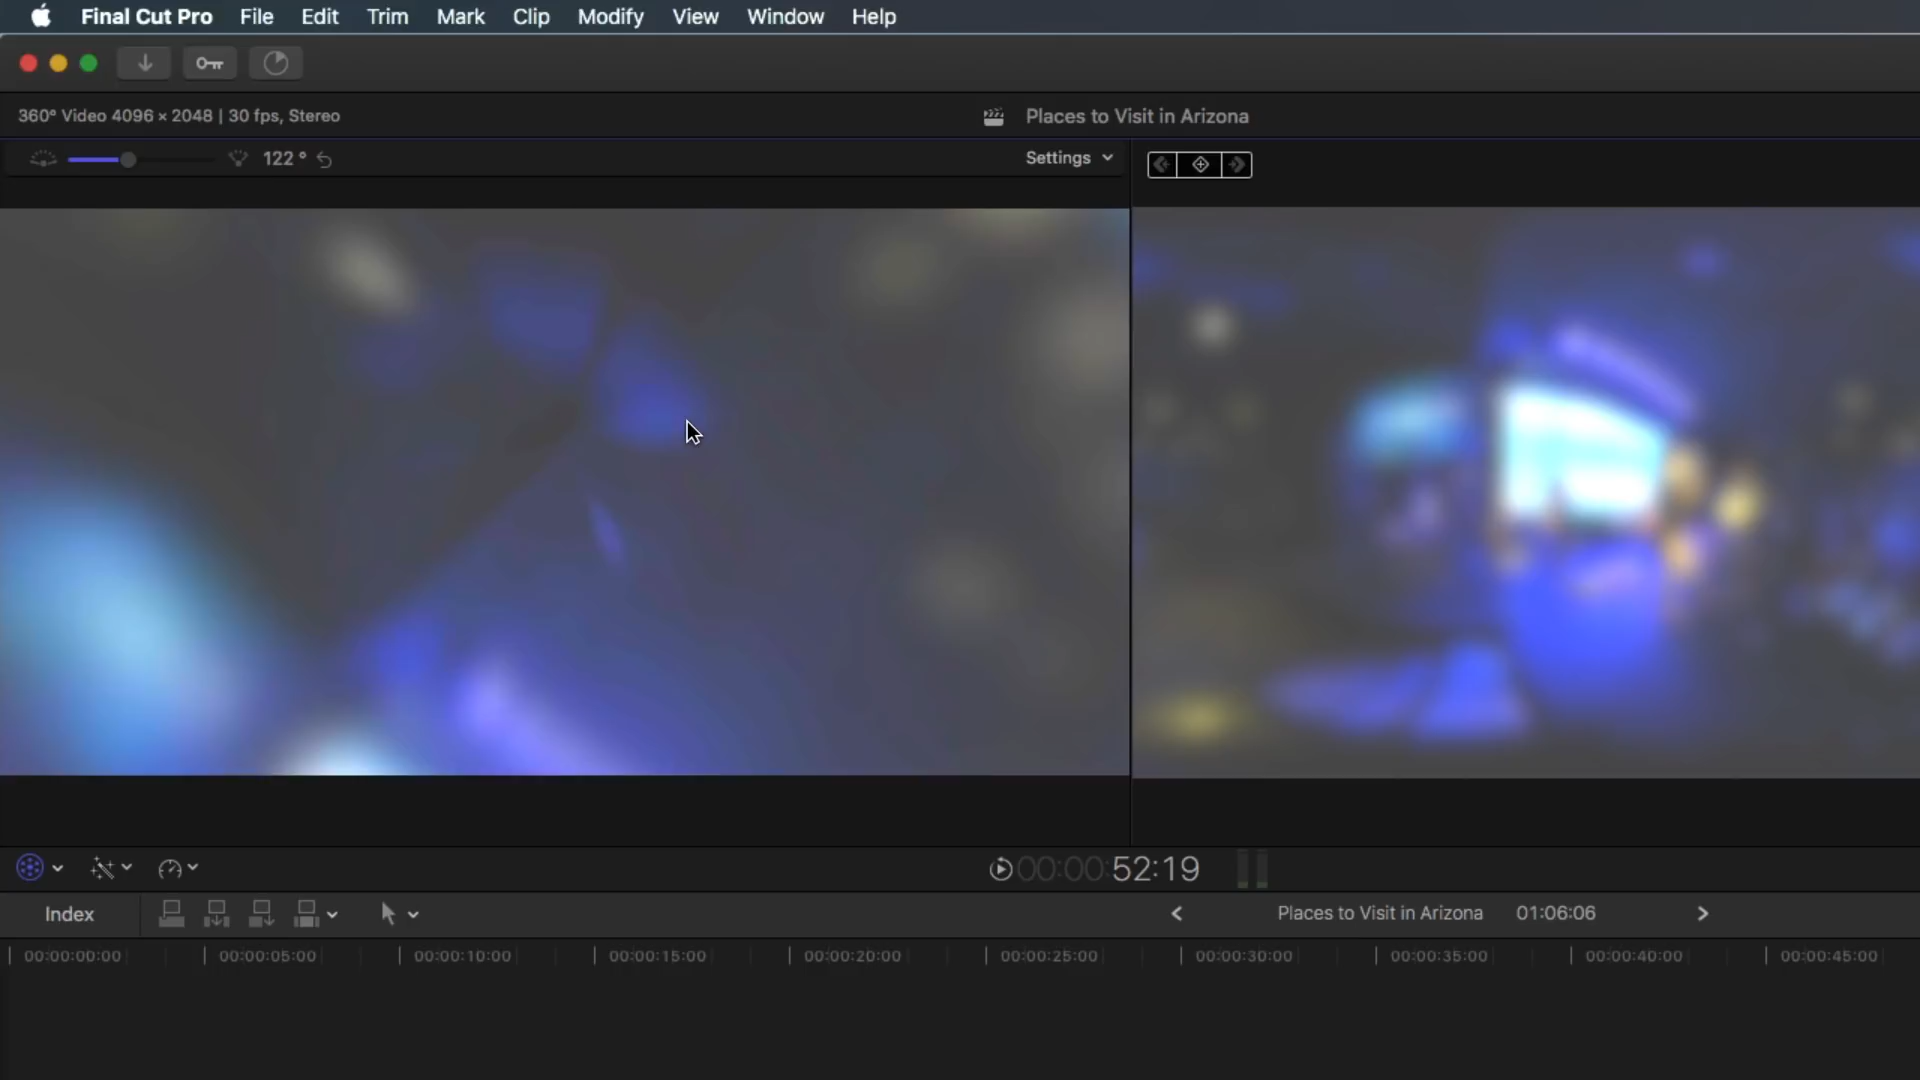 Final Cut Pro File Edit Trim Mark Clip Modify View Window Help
360° Video 4096 × 2048 | 30 fps, Stereo
Places to Visit in Arizona
122 °
Settings
00:00:52:19
Index
Places to Visit in Arizona 01:06:06
00:00:00:00 00:00:05:00 00:00:10:00 00:00:15:00 00:00:20:00 00:00:25:00 00:00:30:00 00:00:35:00 00:00:40:00 00:00:45:00